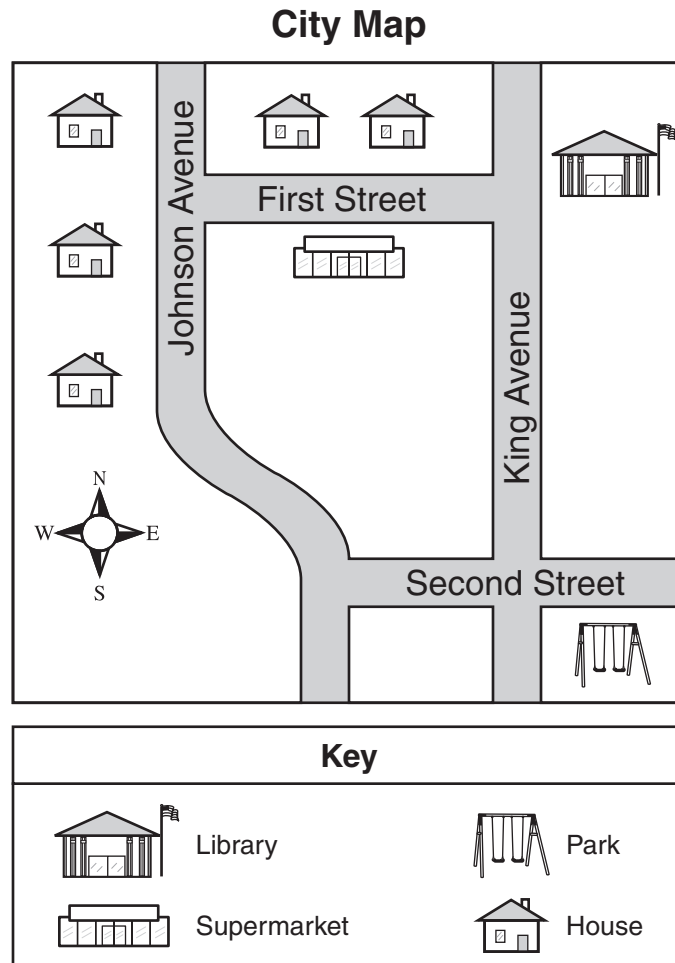 City Map
Johnson Avenue
First Street
King Avenue
N
W
E
S
Second Street
Key
Library
Park
Supermarket
House